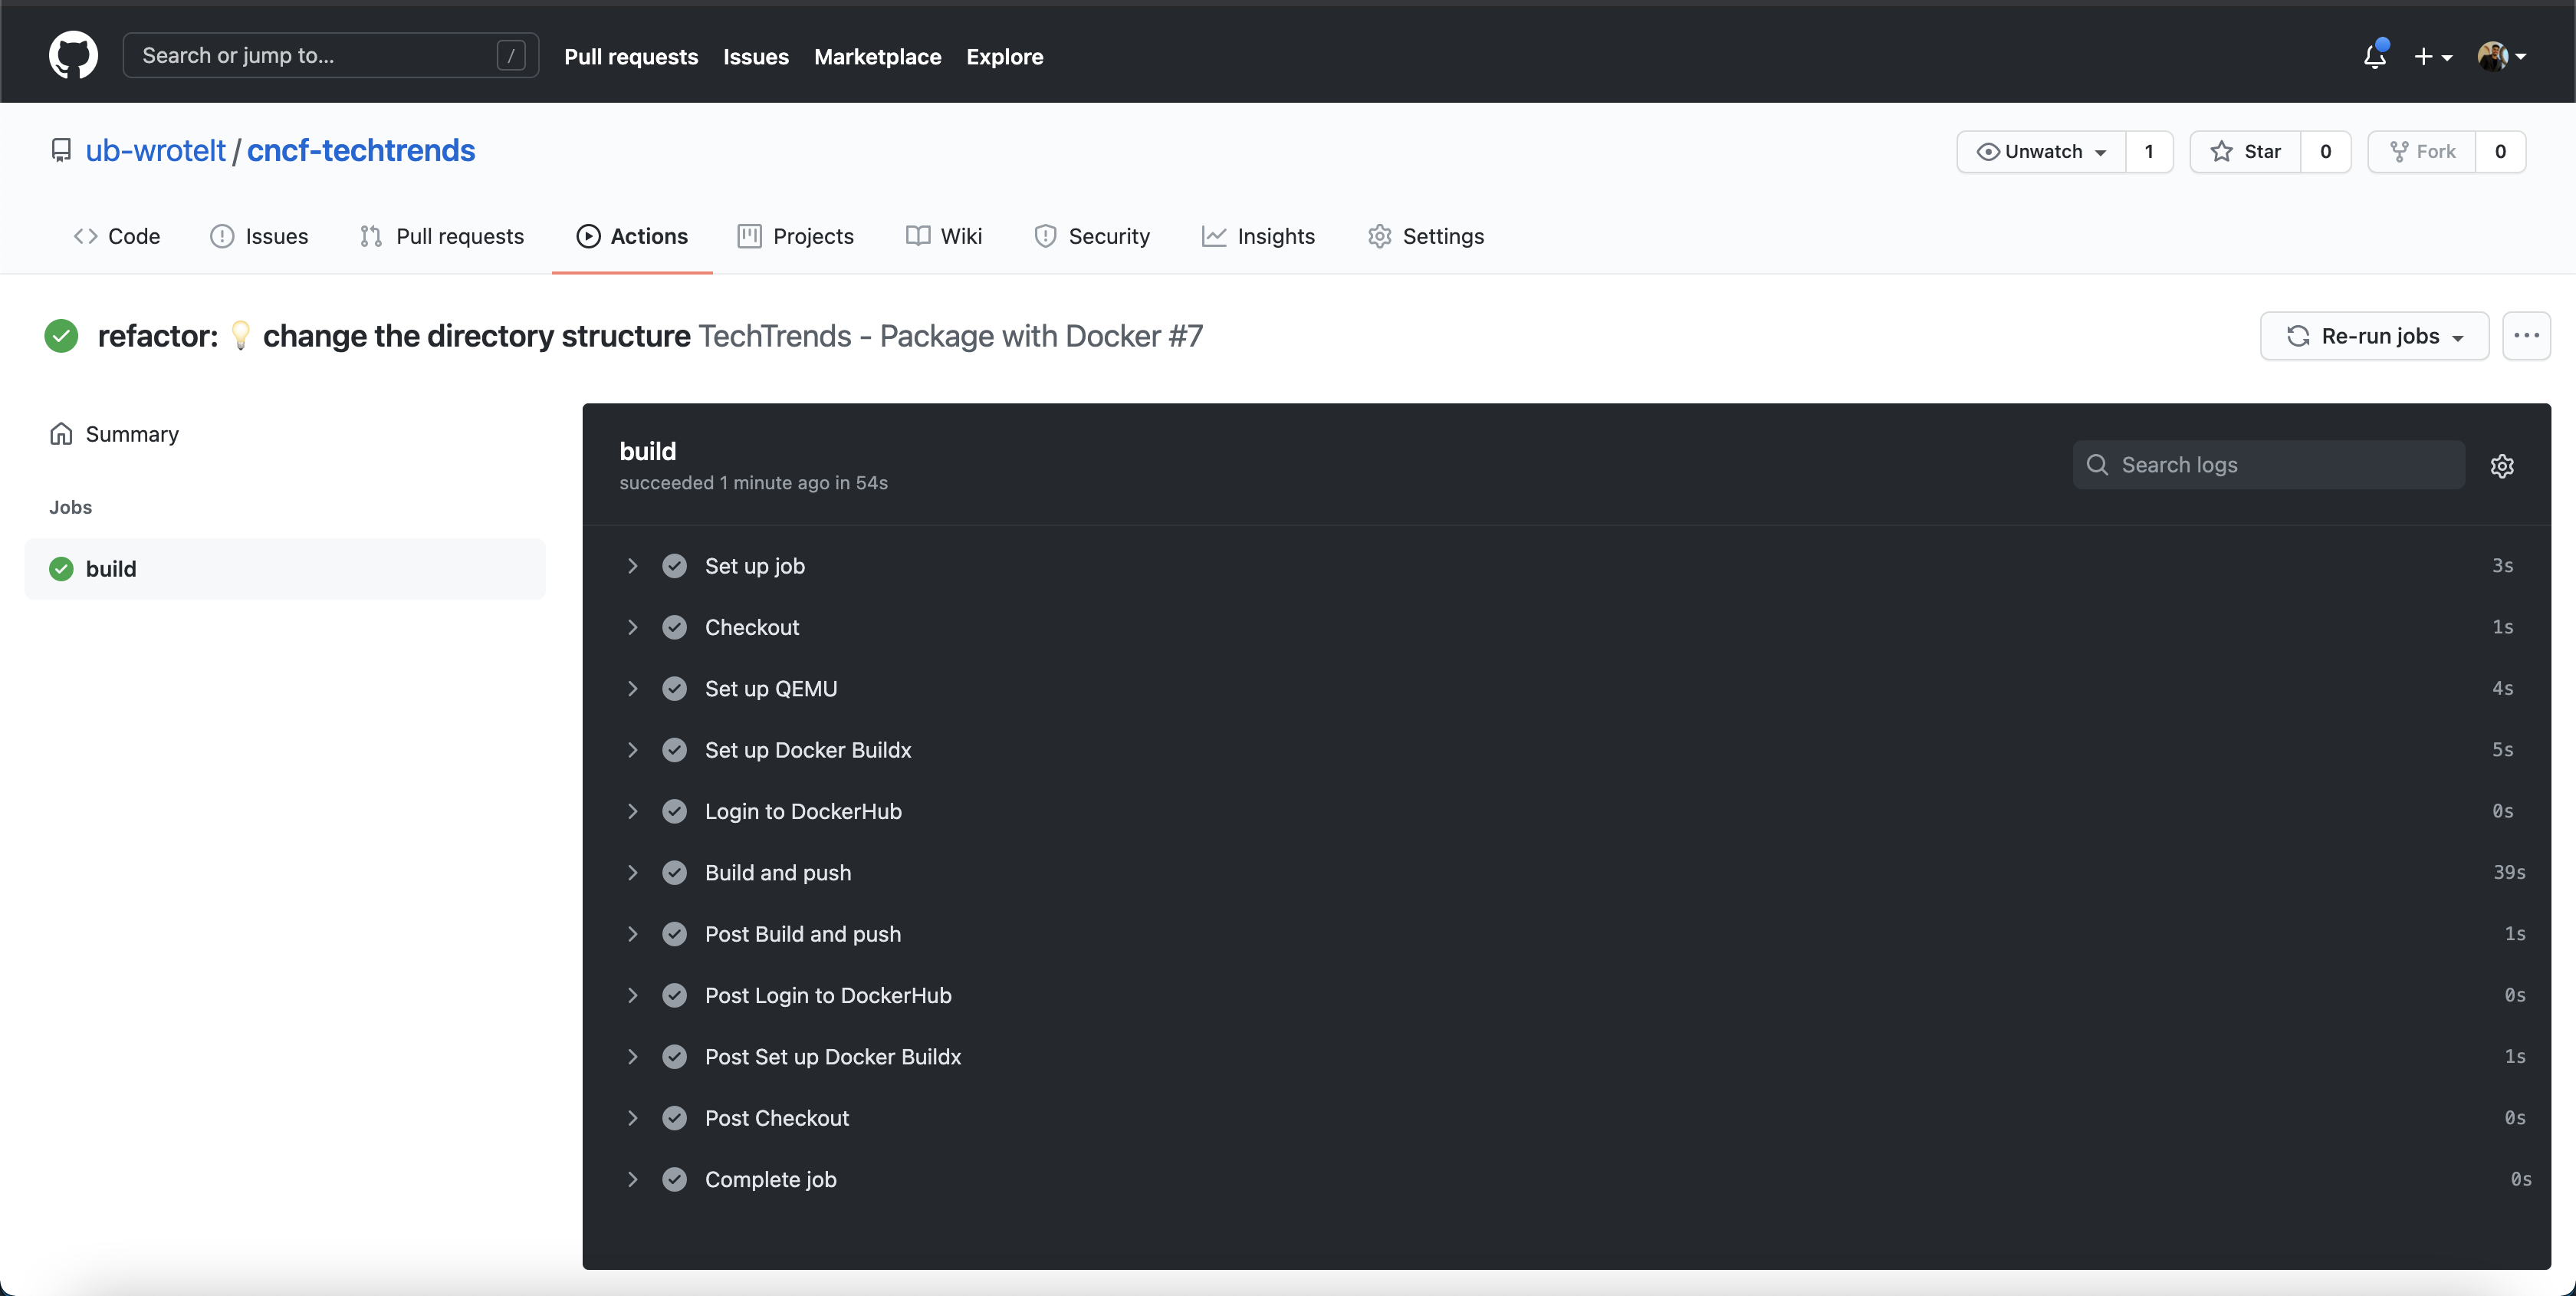 Search or jump to... /
Pull requests Issues Marketplace Explore
ub-wroteIt / cncf-techtrends
Unwatch 1 Star 0 Fork 0
Code Issues Pull requests Actions Projects Wiki Security Insights Settings
refactor: 💡 change the directory structure TechTrends - Package with Docker #7
Re-run jobs
Summary
Jobs
build
build
succeeded 1 minute ago in 54s
Search logs
Set up job 3s
Checkout 1s
Set up QEMU 4s
Set up Docker Buildx 5s
Login to DockerHub 0s
Build and push 39s
Post Build and push 1s
Post Login to DockerHub 0s
Post Set up Docker Buildx 1s
Post Checkout 0s
Complete job 0s